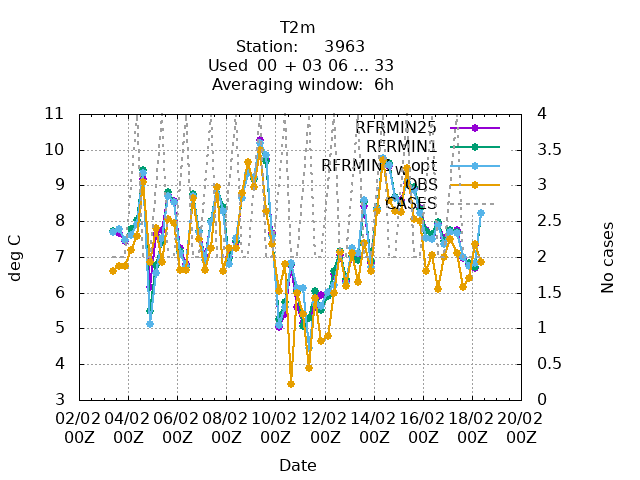 T2m
Station: 3963
Used 00 + 03 06 ... 33
Averaging window: 6h
11
10
9
8
7
6
5
4
3
deg C
4
3.5
3
2.5
2
1.5
1
0.5
0
No cases
RFRMIN25
RFRMIN1
OBS
CASES
02/02 04/02 06/02 08/02 10/02 12/02 14/02 16/02 18/02 20/02
00Z 00Z 00Z 00Z 00Z 00Z 00Z 00Z 00Z 00Z
Date